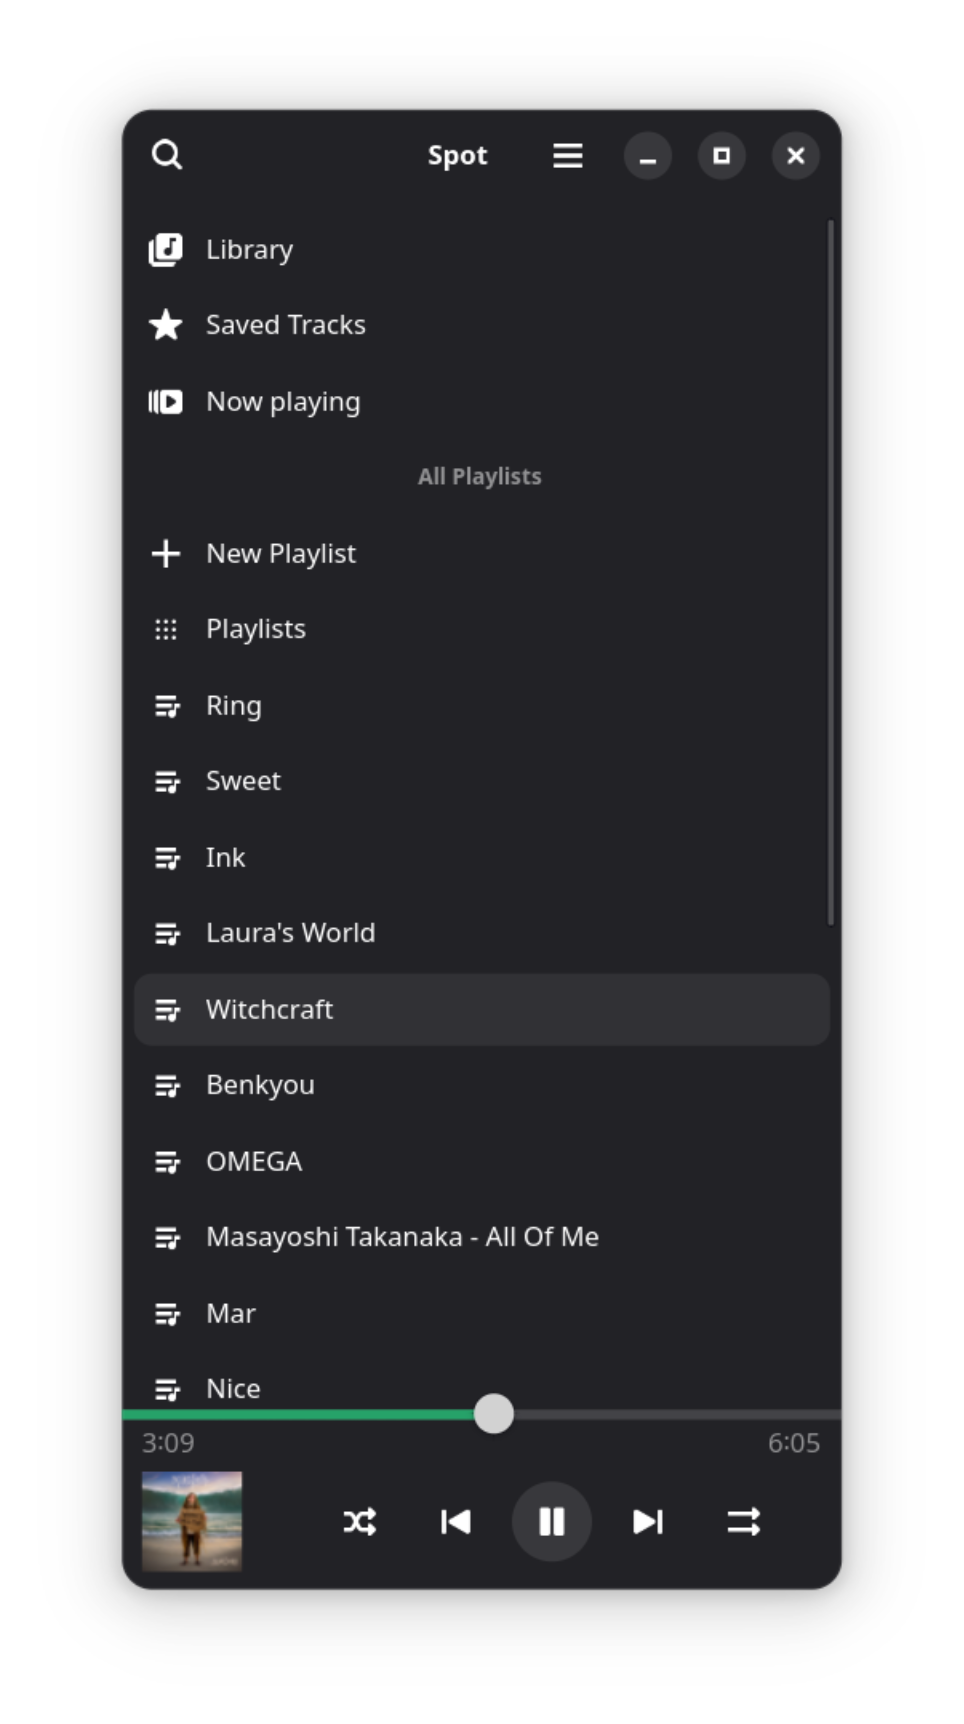 Spot
Library
Saved Tracks
Now playing
All Playlists
New Playlist
Playlists
Ring
Sweet
Ink
Laura's World
Witchcraft
Benkyou
OMEGA
Masayoshi Takanaka - All Of Me
Mar
Nice
3:09 6:05